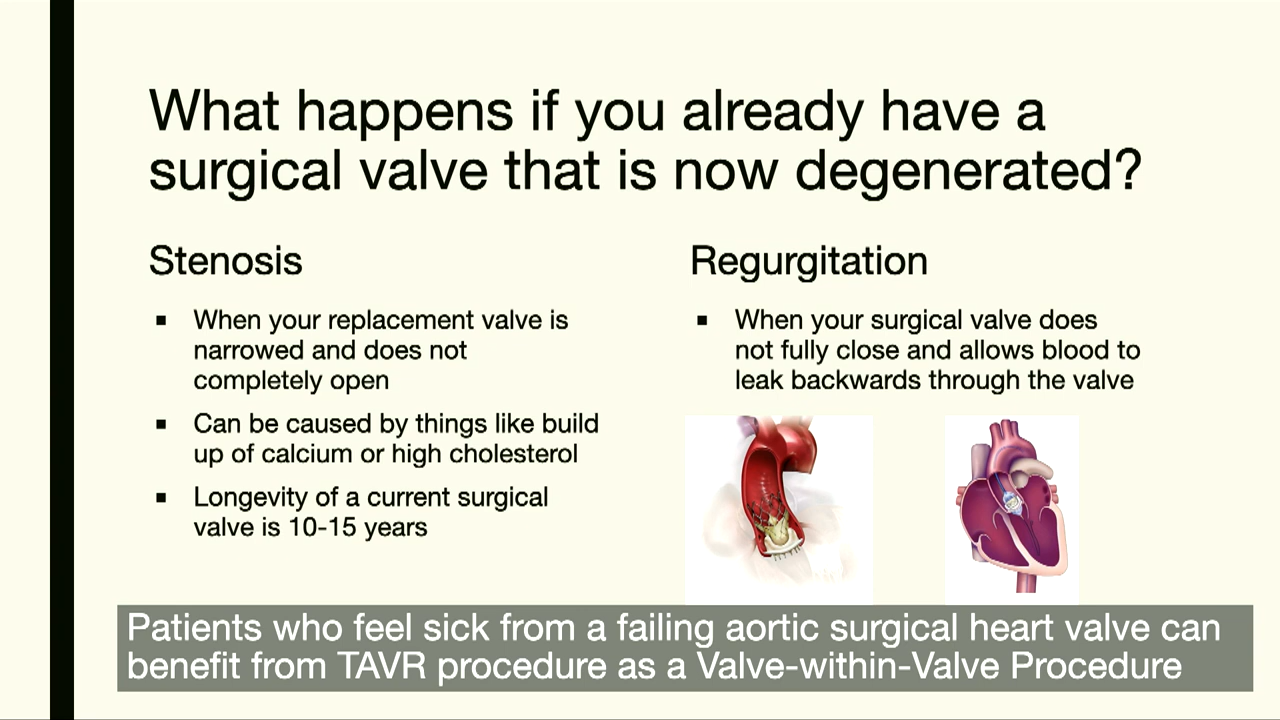 What happens if you already have a
surgical valve that is now degenerated?
Stenosis
▪ When your replacement valve is
narrowed and does not
completely open
▪ Can be caused by things like build
up of calcium or high cholesterol
▪ Longevity of a current surgical
valve is 10-15 years
Regurgitation
▪ When your surgical valve does
not fully close and allows blood to
leak backwards through the valve
Patients who feel sick from a failing aortic surgical heart valve can
benefit from TAVR procedure as a Valve-within-Valve Procedure